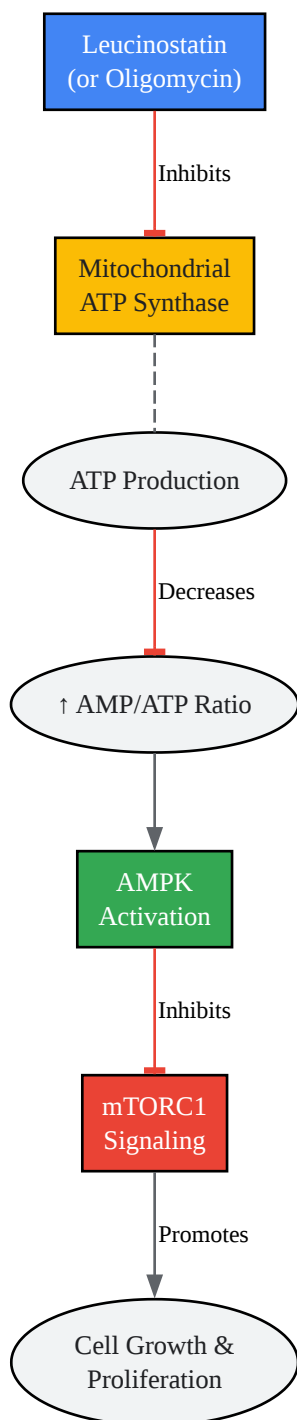 Leucinostatin
(or Oligomycin)
Inhibits
Mitochondrial
ATP Synthase
ATP Production
Decreases
↑ AMP/ATP Ratio
AMPK
Activation
Inhibits
mTORC1
Signaling
Promotes
Cell Growth &
Proliferation